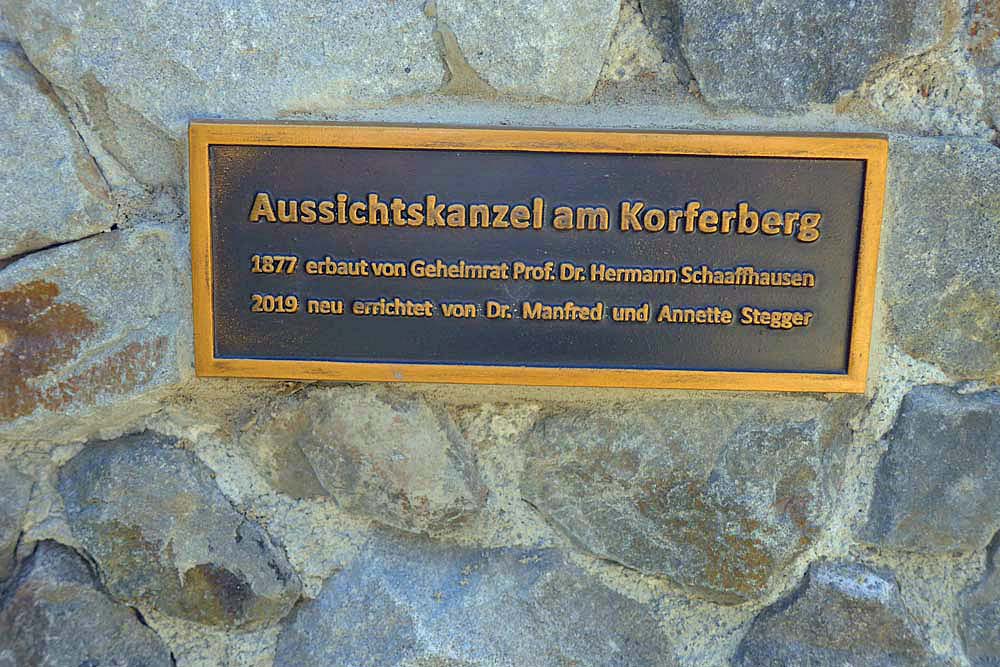 Aussichtskanzel am Korferberg
1877 erbaut von Geheimrat Prof. Dr. Hermann Schaaffhausen
2019 neu errichtet von Dr. Manfred und Annette Stegger